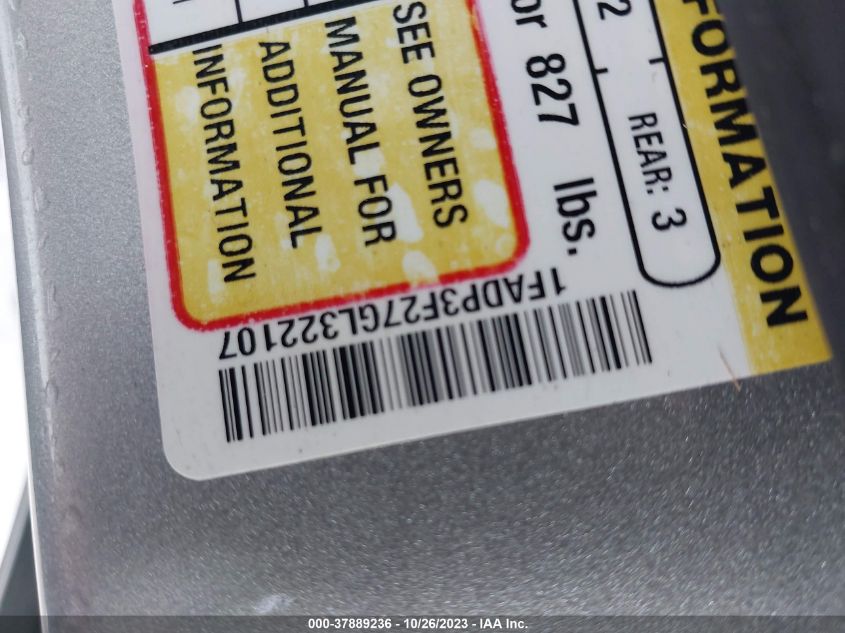 FORMATION
2
REAR: 3
or 827 lbs.
SEE OWNERS
MANUAL FOR
ADDITIONAL
INFORMATION
1FADP3F27GL322107
000-37889236 - 10/26/2023 - IAA Inc.